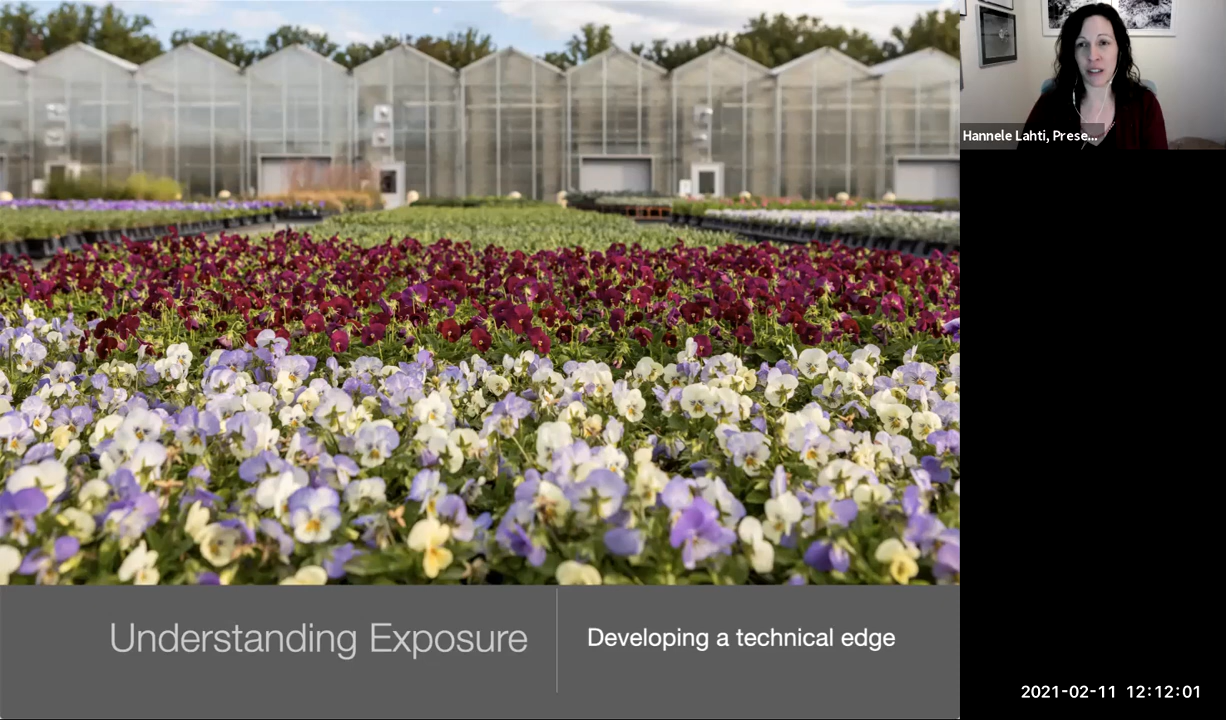 Hannele Lahti, Prese...
Understanding Exposure
Developing a technical edge
2021-02-11 12:12:01